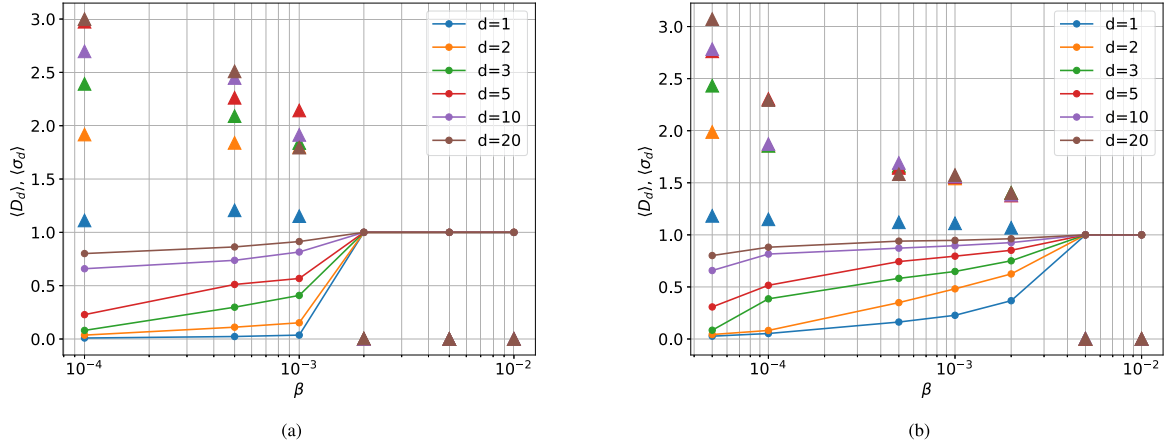 3.0
2.5
2.0
1.5
1.0
0.5
0.0
⟨D_d⟩, ⟨σ_d⟩
10⁻⁴
10⁻³
10⁻²
β
d=1
d=2
d=3
d=5
d=10
d=20
(a)
3.0
2.5
2.0
1.5
1.0
0.5
0.0
⟨D_d⟩, ⟨σ_d⟩
10⁻⁴
10⁻³
10⁻²
β
d=1
d=2
d=3
d=5
d=10
d=20
(b)